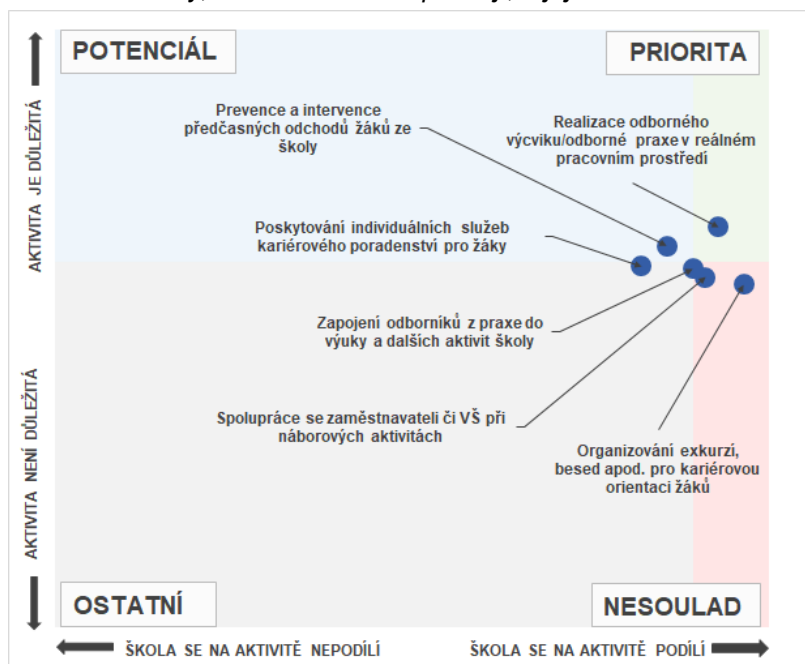 POTENCIÁL
PRIORITA
Prevence a intervence
předčasných odchodů žáků ze
školy
Realizace odborného
výcviku/odborné praxe v reálném
pracovním prostředí
Poskytování individuálních služeb
kariérového poradenství pro žáky
Zapojení odborníků z praxe do
výuky a dalších aktivit školy
Spolupráce se zaměstnavateli či VŠ při
náborových aktivitách
Organizování exkurzí,
besed apod. pro kariérovou
orientaci žáků
AKTIVITA JE DŮLEŽITÁ
AKTIVITA NENÍ DŮLEŽITÁ
OSTATNÍ
NESOULAD
ŠKOLA SE NA AKTIVITĚ NEPODÍLÍ
ŠKOLA SE NA AKTIVITĚ PODÍLÍ